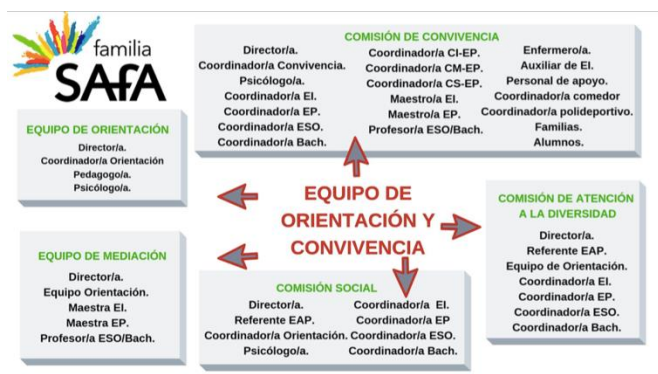 familia
SAFA
COMISIÓN DE CONVIVENCIA
Director/a.
Coordinador/a Convivencia.
Psicólogo/a.
Coordinador/a EI.
Coordinador/a EP.
Coordinador/a ESO.
Coordinador/a Bach.
Coordinador/a CI-EP.
Coordinador/a CM-EP.
Coordinador/a CS-EP.
Maestro/a EI.
Maestro/a EP.
Profesor/a ESO/Bach.
Enfermero/a.
Auxiliar de EI.
Personal de apoyo.
Coordinador/a comedor
Coordinador/a polideportivo.
Familias.
Alumnos.
EQUIPO DE ORIENTACIÓN
Director/a.
Coordinador/a Orientación
Pedagogo/a.
Psicólogo/a.
EQUIPO DE
ORIENTACIÓN Y
CONVIVENCIA
COMISIÓN DE ATENCIÓN
A LA DIVERSIDAD
Director/a.
Referente EAP.
Equipo de Orientación.
Coordinador/a EI.
Coordinador/a EP.
Coordinador/a ESO.
Coordinador/a Bach.
EQUIPO DE MEDIACIÓN
Director/a.
Equipo Orientación.
Maestra EI.
Maestra EP.
Profesor/a ESO/Bach.
COMISIÓN SOCIAL
Director/a.
Referente EAP.
Coordinador/a Orientación.
Psicólogo/a.
Coordinador/a EI.
Coordinador/a EP
Coordinador/a ESO.
Coordinador/a Bach.